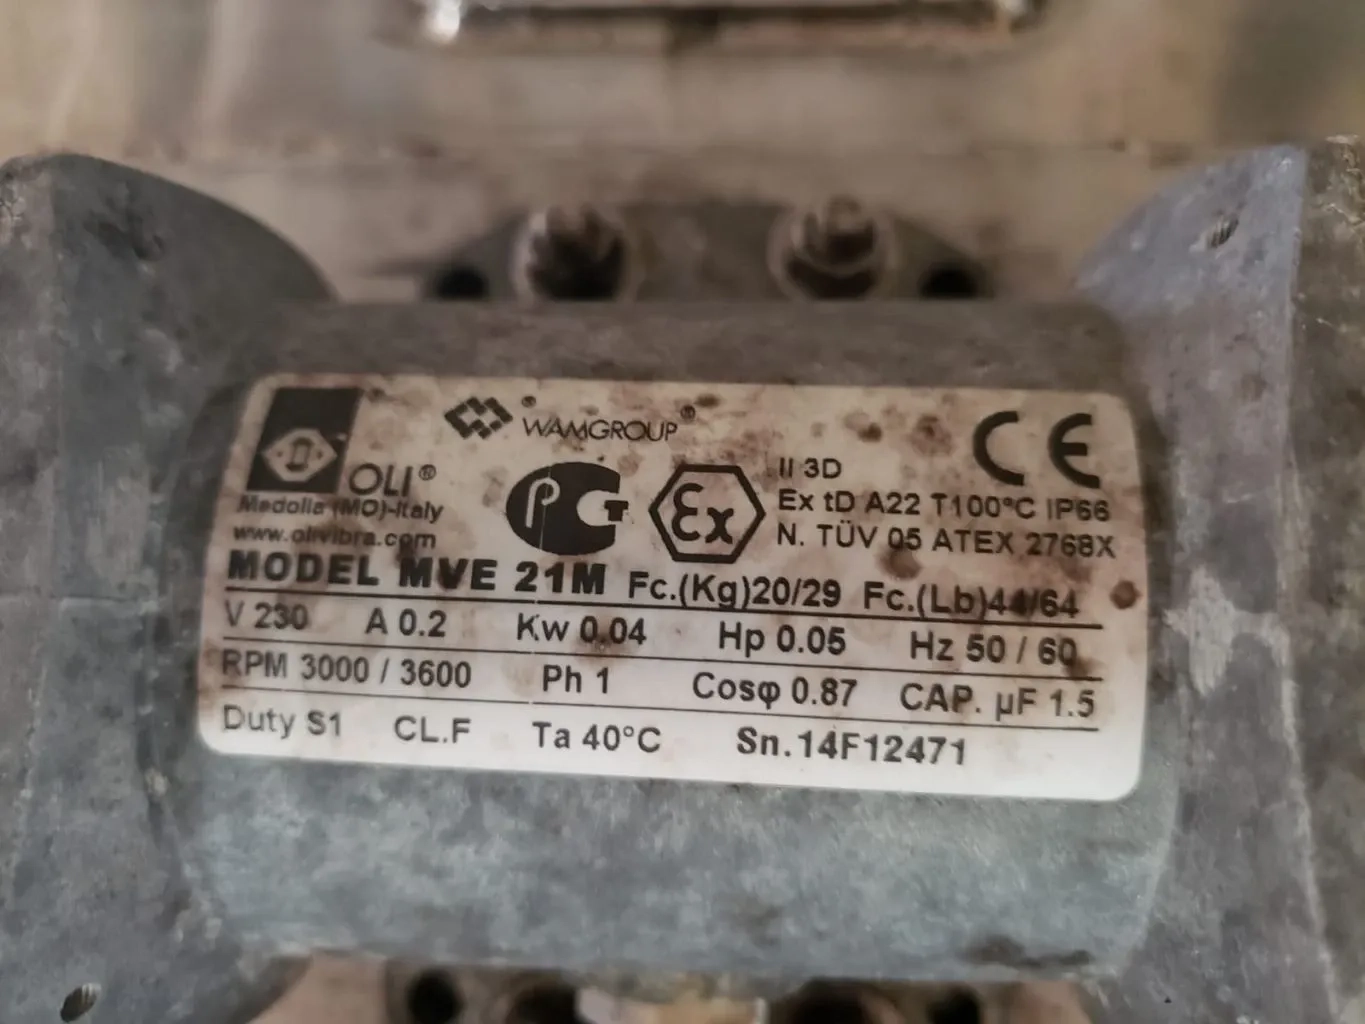 WAMGROUP®
CE
OLI®
Medolla (MO)-Italy
www.olivibra.com
PCT
Ex
II 3D
Ex tD A22 T100°C IP66
N. TÜV 05 ATEX 2768X
MODEL MVE 21M Fc.(Kg)20/29 Fc.(Lb)44/64
V 230 A 0.2 Kw 0.04 Hp 0.05 Hz 50 / 60
RPM 3000 / 3600 Ph 1 Cosφ 0.87 CAP. µF 1.5
Duty S1 CL.F Ta 40°C Sn.14F12471